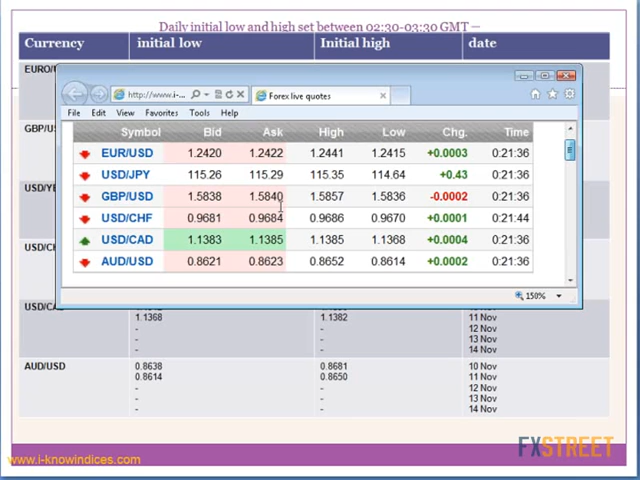 Daily initial low and high set between 02:30-03:30 GMT –
Currency initial low Initial high date
EURO/U
http://www.i-... Forex live quotes
File Edit View Favorites Tools Help
Symbol Bid Ask High Low Chg. Time
EUR/USD 1.2420 1.2422 1.2441 1.2415 +0.0003 0:21:36
USD/JPY 115.26 115.29 115.35 114.64 +0.43 0:21:36
GBP/USD 1.5838 1.5840 1.5857 1.5836 -0.0002 0:21:36
USD/CHF 0.9681 0.9684 0.9686 0.9670 +0.0001 0:21:44
USD/CAD 1.1383 1.1385 1.1385 1.1368 +0.0004 0:21:36
AUD/USD 0.8621 0.8623 0.8652 0.8614 +0.0002 0:21:36
150%
GBP/US
USD/YE
USD/CH
USD/CA
1.1368 1.1382 11 Nov
- - 12 Nov
- - 13 Nov
- - 14 Nov
AUD/USD 0.8638 0.8681 10 Nov
0.8614 0.8650 11 Nov
- - 12 Nov
- - 13 Nov
- - 14 Nov
FXSTREET
www.i-knowindices.com